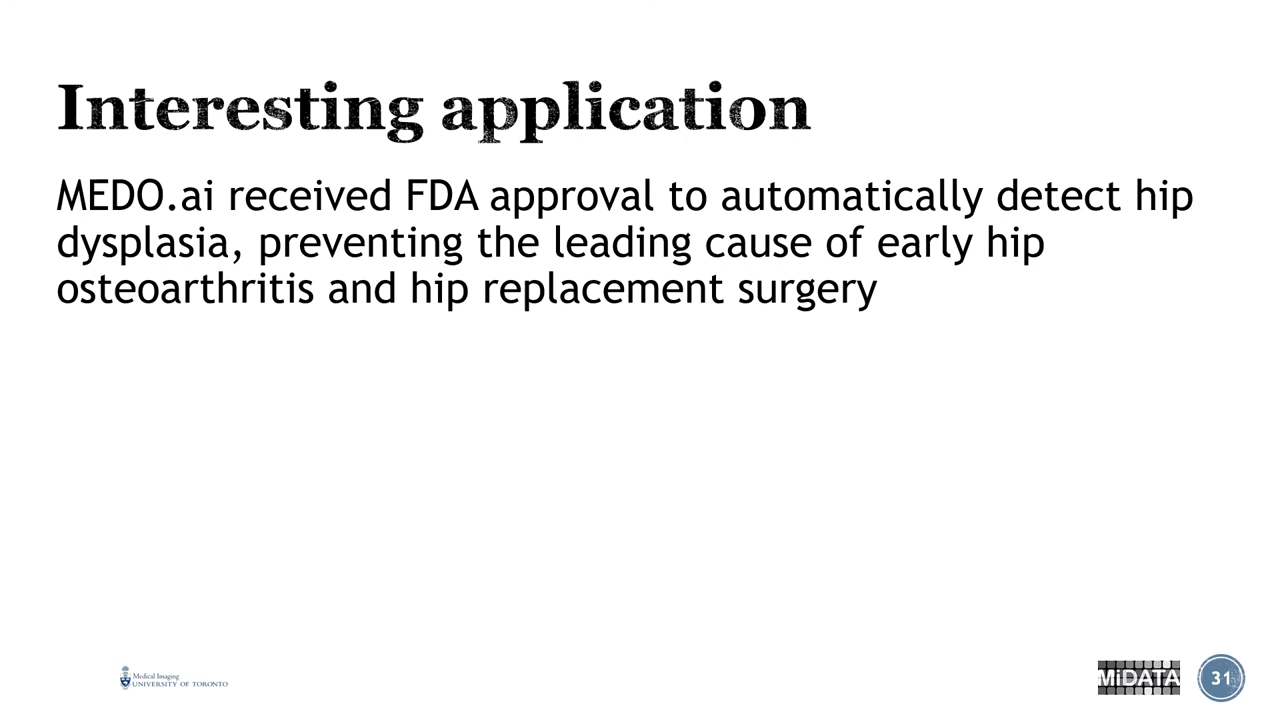 Interesting application
MEDO.ai received FDA approval to automatically detect hip
dysplasia, preventing the leading cause of early hip
osteoarthritis and hip replacement surgery
Medical Imaging
UNIVERSITY OF TORONTO
MiDATA
31